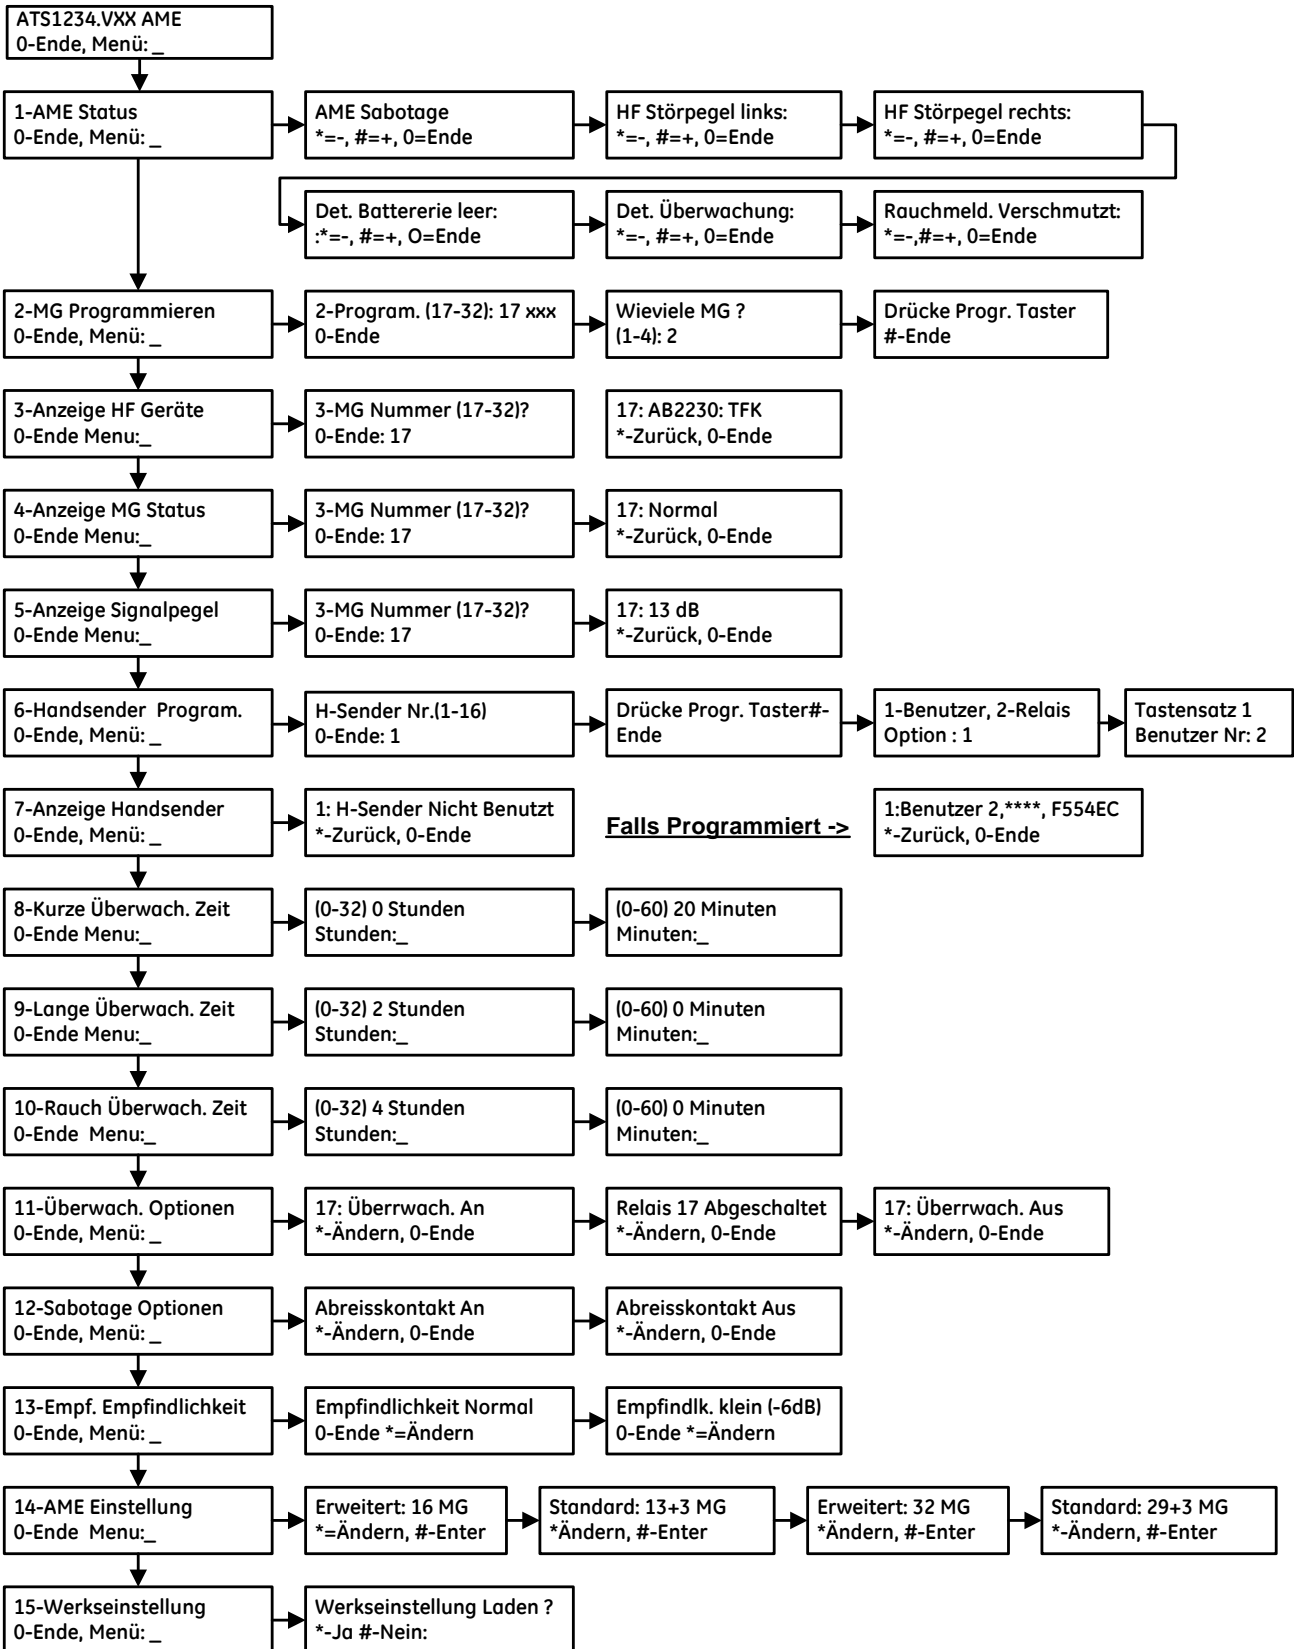 ATS1234.VXX AME
0-Ende, Menü: _
1-AME Status
0-Ende, Menü: _
AME Sabotage
*=-, #=+, 0=Ende
HF Störpegel links:
*=-, #=+, 0=Ende
HF Störpegel rechts:
*=-, #=+, 0=Ende
Det. Battererie leer:
:*=-, #=+, O=Ende
Det. Überwachung:
*=-, #=+, 0=Ende
Rauchmeld. Verschmutzt:
*=-,#=+, 0=Ende
2-MG Programmieren
0-Ende, Menü: _
2-Program. (17-32): 17 xxx
0-Ende
Wieviele MG ?
(1-4): 2
Drücke Progr. Taster
#-Ende
3-Anzeige HF Geräte
0-Ende Menu:_
3-MG Nummer (17-32)?
0-Ende: 17
17: AB2230: TFK
*-Zurück, 0-Ende
4-Anzeige MG Status
0-Ende Menu:_
3-MG Nummer (17-32)?
0-Ende: 17
17: Normal
*-Zurück, 0-Ende
5-Anzeige Signalpegel
0-Ende Menu:_
3-MG Nummer (17-32)?
0-Ende: 17
17: 13 dB
*-Zurück, 0-Ende
6-Handsender Program.
0-Ende, Menü: _
H-Sender Nr.(1-16)
0-Ende: 1
Drücke Progr. Taster#-
Ende
1-Benutzer, 2-Relais
Option : 1
Tastensatz 1
Benutzer Nr: 2
7-Anzeige Handsender
0-Ende, Menü: _
1: H-Sender Nicht Benutzt
*-Zurück, 0-Ende
Falls Programmiert ->
1:Benutzer 2,****, F554EC
*-Zurück, 0-Ende
8-Kurze Überwach. Zeit
0-Ende Menu:_
(0-32) 0 Stunden
Stunden:_
(0-60) 20 Minuten
Minuten:_
9-Lange Überwach. Zeit
0-Ende Menu:_
(0-32) 2 Stunden
Stunden:_
(0-60) 0 Minuten
Minuten:_
10-Rauch Überwach. Zeit
0-Ende Menu:_
(0-32) 4 Stunden
Stunden:_
(0-60) 0 Minuten
Minuten:_
11-Überwach. Optionen
0-Ende, Menü: _
17: Überrwach. An
*-Ändern, 0-Ende
Relais 17 Abgeschaltet
*-Ändern, 0-Ende
17: Überrwach. Aus
*-Ändern, 0-Ende
12-Sabotage Optionen
0-Ende, Menü: _
Abreisskontakt An
*-Ändern, 0-Ende
Abreisskontakt Aus
*-Ändern, 0-Ende
13-Empf. Empfindlichkeit
0-Ende, Menü: _
Empfindlichkeit Normal
0-Ende *=Ändern
Empfindlk. klein (-6dB)
0-Ende *=Ändern
14-AME Einstellung
0-Ende Menu:_
Erweitert: 16 MG
*=Ändern, #-Enter
Standard: 13+3 MG
*Ändern, #-Enter
Erweitert: 32 MG
*Ändern, #-Enter
Standard: 29+3 MG
*-Ändern, #-Enter
15-Werkseinstellung
0-Ende, Menü: _
Werkseinstellung Laden ?
*-Ja #-Nein: